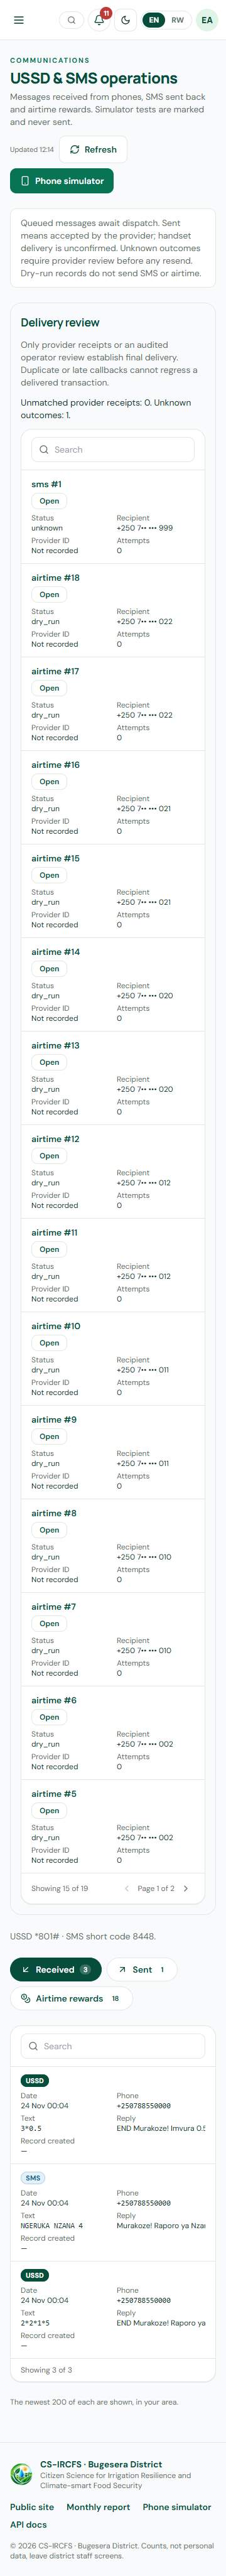 11
EN RW EA
COMMUNICATIONS
USSD & SMS operations
Messages received from phones, SMS sent back
and airtime rewards. Simulator tests are marked
and never sent.
Updated 12:14 Refresh
Phone simulator
Queued messages await dispatch. Sent
means accepted by the provider; handset
delivery is unconfirmed. Unknown outcomes
require provider review before any resend.
Dry-run records do not send SMS or airtime.
Delivery review
Only provider receipts or an audited
operator review establish final delivery.
Duplicate or late callbacks cannot regress a
delivered transaction.
Unmatched provider receipts: 0. Unknown
outcomes: 1.
Search
sms #1
Open
Status Recipient
unknown +250 7•• ••• 999
Provider ID Attempts
Not recorded 0
airtime #18
Open
Status Recipient
dry_run +250 7•• ••• 022
Provider ID Attempts
Not recorded 0
airtime #17
Open
Status Recipient
dry_run +250 7•• ••• 022
Provider ID Attempts
Not recorded 0
airtime #16
Open
Status Recipient
dry_run +250 7•• ••• 021
Provider ID Attempts
Not recorded 0
airtime #15
Open
Status Recipient
dry_run +250 7•• ••• 021
Provider ID Attempts
Not recorded 0
airtime #14
Open
Status Recipient
dry_run +250 7•• ••• 020
Provider ID Attempts
Not recorded 0
airtime #13
Open
Status Recipient
dry_run +250 7•• ••• 020
Provider ID Attempts
Not recorded 0
airtime #12
Open
Status Recipient
dry_run +250 7•• ••• 012
Provider ID Attempts
Not recorded 0
airtime #11
Open
Status Recipient
dry_run +250 7•• ••• 012
Provider ID Attempts
Not recorded 0
airtime #10
Open
Status Recipient
dry_run +250 7•• ••• 011
Provider ID Attempts
Not recorded 0
airtime #9
Open
Status Recipient
dry_run +250 7•• ••• 011
Provider ID Attempts
Not recorded 0
airtime #8
Open
Status Recipient
dry_run +250 7•• ••• 010
Provider ID Attempts
Not recorded 0
airtime #7
Open
Status Recipient
dry_run +250 7•• ••• 010
Provider ID Attempts
Not recorded 0
airtime #6
Open
Status Recipient
dry_run +250 7•• ••• 002
Provider ID Attempts
Not recorded 0
airtime #5
Open
Status Recipient
dry_run +250 7•• ••• 002
Provider ID Attempts
Not recorded 0
Showing 15 of 19 Page 1 of 2
USSD *801# · SMS short code 8448.
Received 3 Sent 1
Airtime rewards 18
Search
USSD
Date Phone
24 Nov 00:04 +250788550000
Text Reply
3*0.5 END Murakoze! Imvura 0.5
Record created
—
SMS
Date Phone
24 Nov 00:04 +250788550000
Text Reply
NGERUKA NZANA 4 Murakoze! Raporo ya Nzan
Record created
—
USSD
Date Phone
24 Nov 00:04 +250788550000
Text Reply
2*2*1*5 END Murakoze! Raporo ya
Record created
—
Showing 3 of 3
The newest 200 of each are shown, in your area.
CS-IRCFS · Bugesera District
Citizen Science for Irrigation Resilience and
Climate-smart Food Security
Public site Monthly report Phone simulator
API docs
© 2026 CS-IRCFS · Bugesera District. Counts, not personal
data, leave district staff screens.